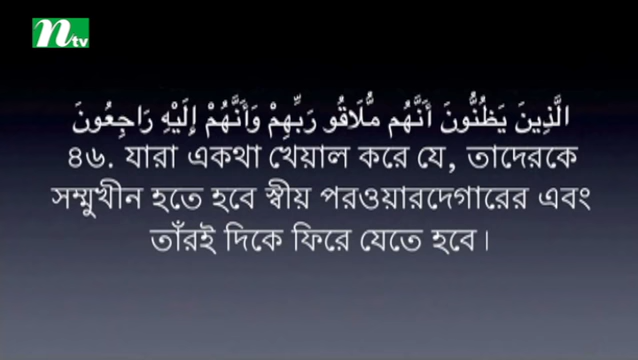 ntv
الَّذِينَ يَظُنُّونَ أَنَّهُم مُّلَاقُو رَبِّهِمْ وَأَنَّهُمْ إِلَيْهِ رَاجِعُونَ
৪৬. যারা একথা খেয়াল করে যে, তাদেরকে
সম্মুখীন হতে হবে স্বীয় পরওয়ারদেগারের এবং
তাঁরই দিকে ফিরে যেতে হবে।